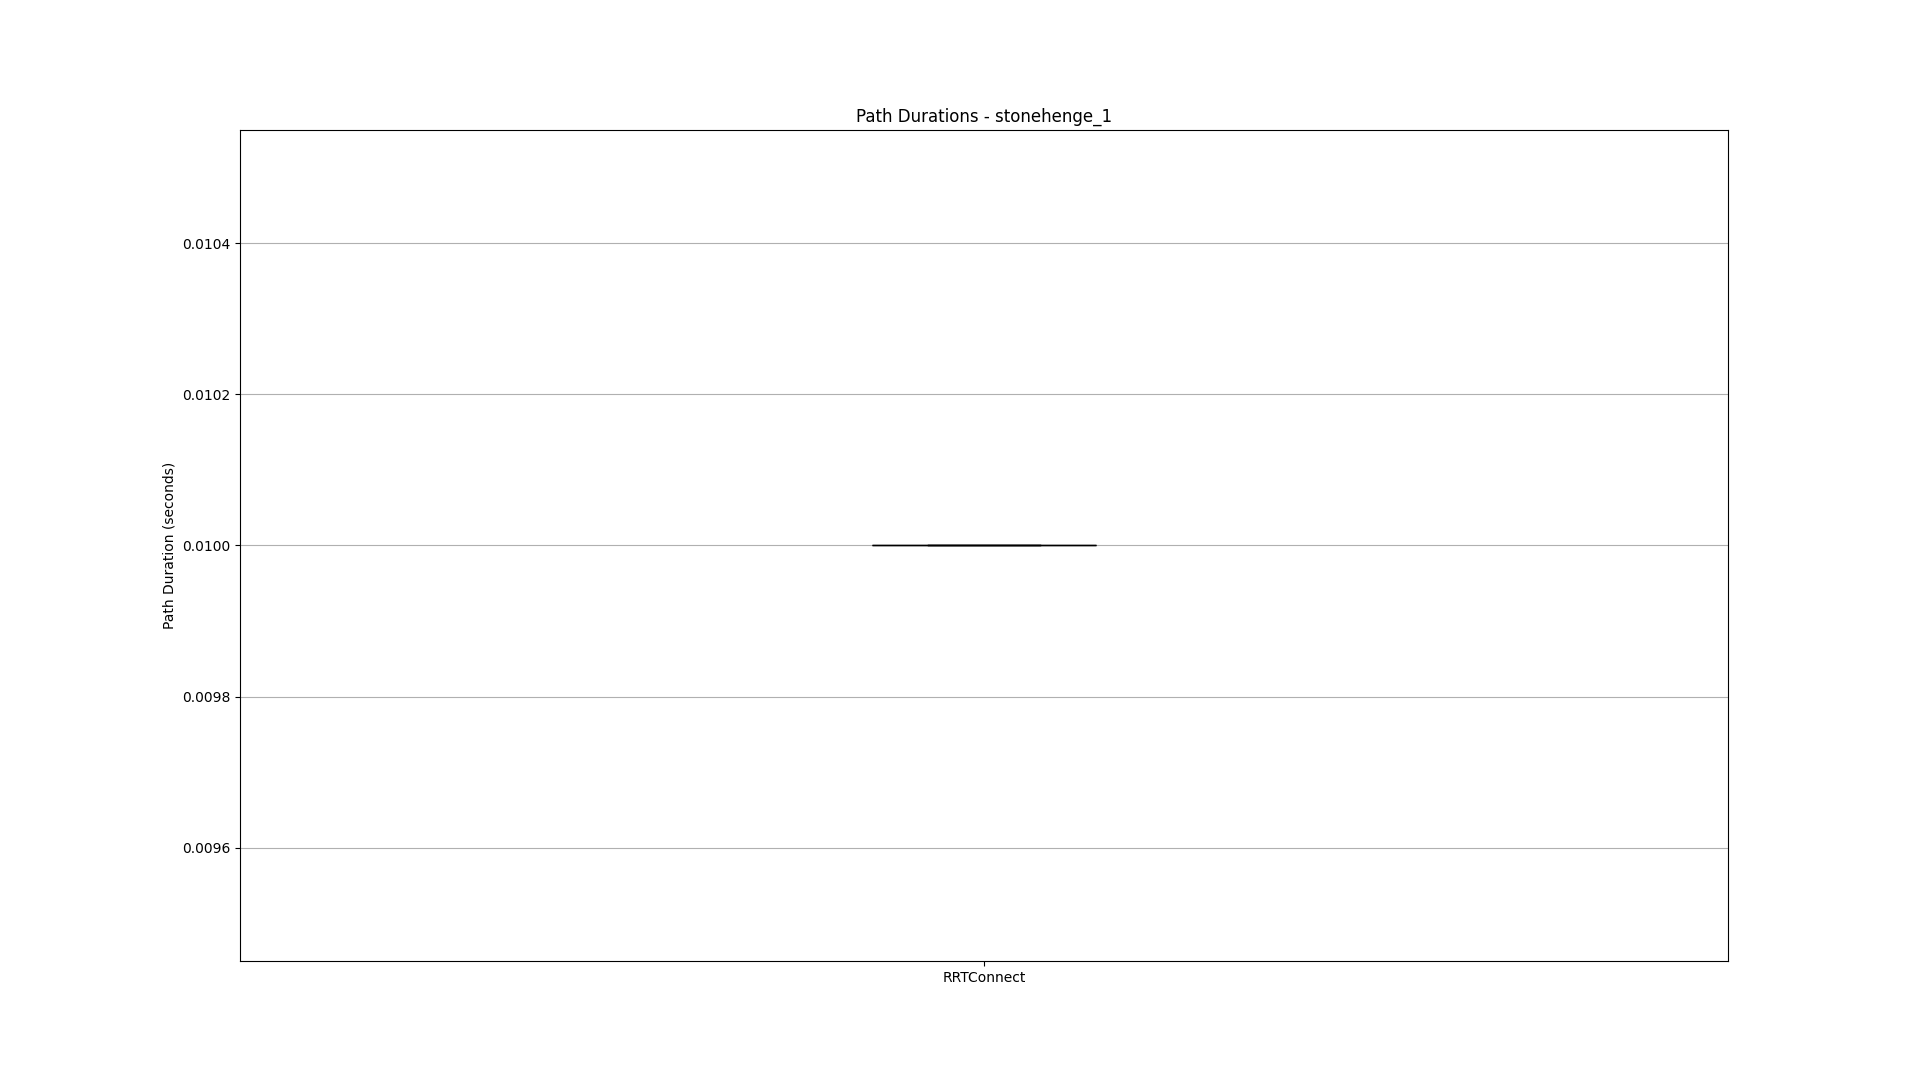 Path Durations - stonehenge_1
0.0104
0.0102
0.0100
0.0098
0.0096
Path Duration (seconds)
RRTConnect